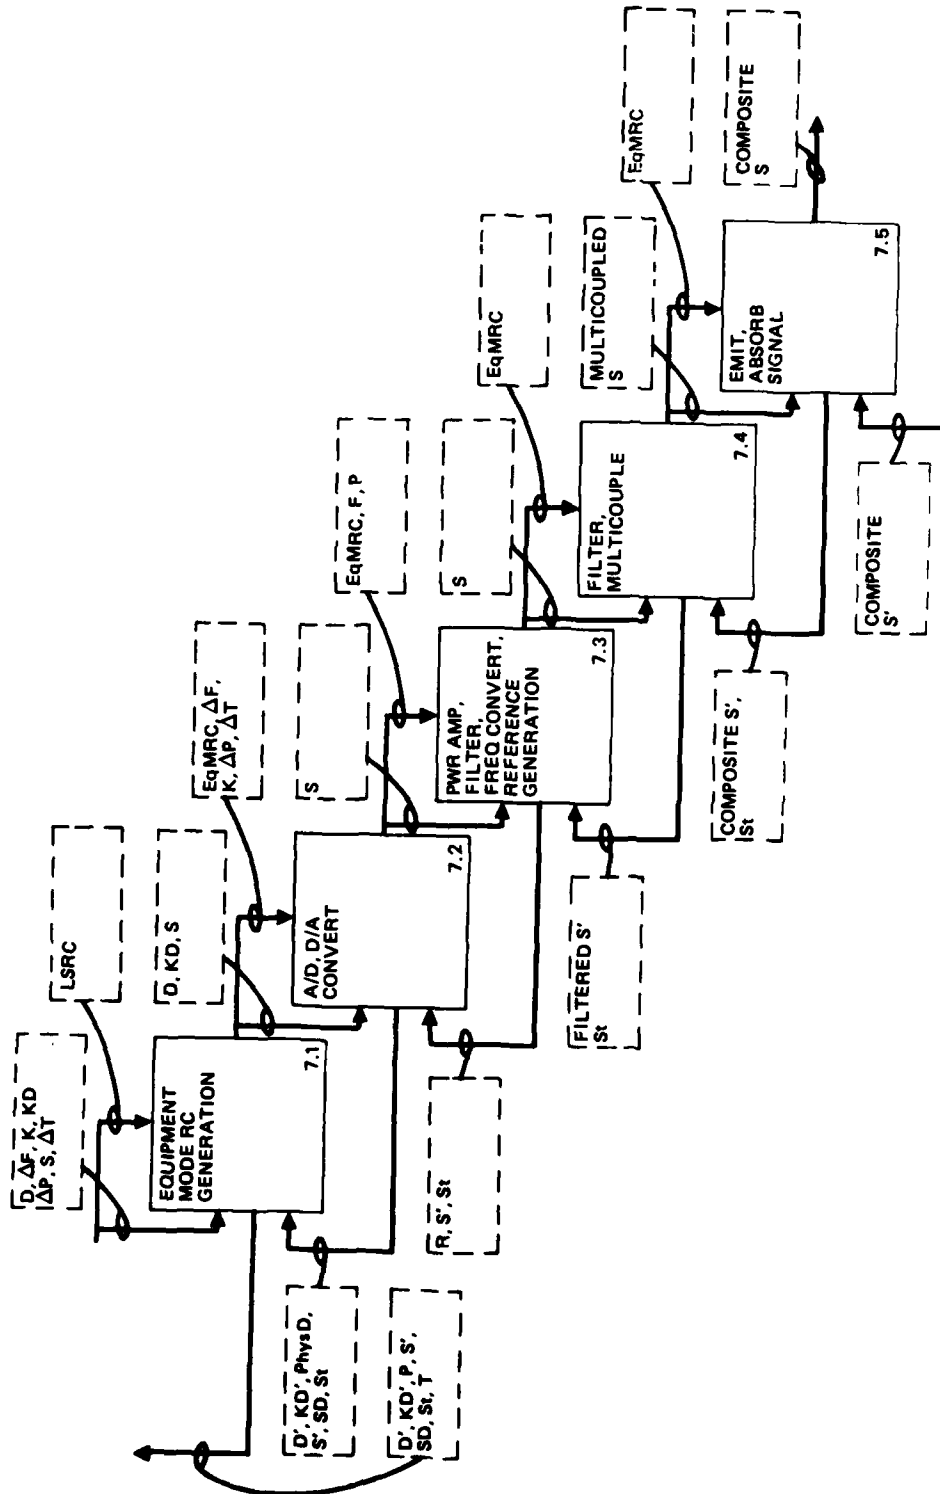 D, ΔF, K, KD
ΔP, S, ΔT
LSRC
EQUIPMENT
MODE RC
GENERATION
7.1
D, KD, S
EqMRC, ΔF,
K, ΔP, ΔT
D', KD', PhysD,
S', SD, St
D', KD', P, S',
SD, St, T
A/D, D/A
CONVERT
7.2
S
EqMRC, F, P
R, S', St
PWR AMP,
FILTER,
FREQ CONVERT,
REFERENCE
GENERATION
7.3
S
EqMRC
FILTERED S'
St
FILTER,
MULTICOUPLE
7.4
MULTICOUPLED
S
EqMRC
COMPOSITE S',
St
EMIT,
ABSORB
SIGNAL
7.5
COMPOSITE
S
COMPOSITE
S'